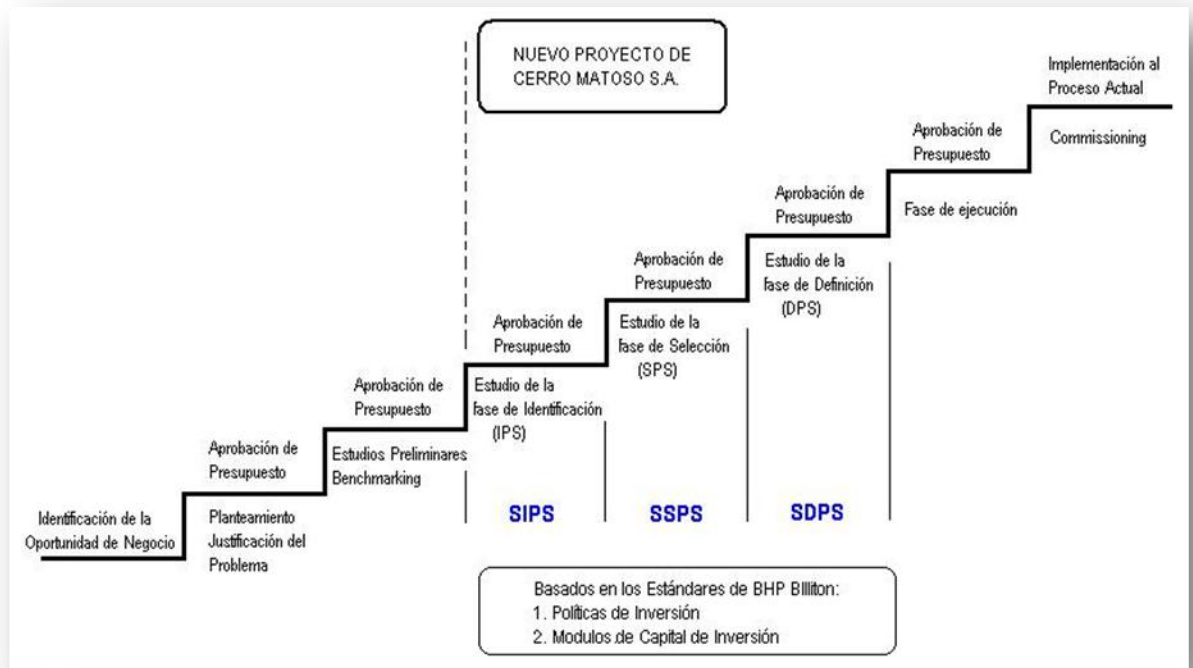 NUEVO PROYECTO DE
CERRO MATOSO S.A.
Implementación al
Proceso Actual
Commissioning
Aprobación de
Presupuesto
Fase de ejecución
Aprobación de
Presupuesto
Estudio de la
fase de Definición
(DPS)
Aprobación de
Presupuesto
Estudio de la
fase de Selección
(SPS)
Aprobación de
Presupuesto
Estudio de la
fase de Identificación
(IPS)
Aprobación de
Presupuesto
Estudios Preliminares
Benchmarking
Aprobación de
Presupuesto
Planteamiento
Justificación del
Problema
Identificación de la
Oportunidad de Negocio
SIPS
SSPS
SDPS
Basados en los Estándares de BHP BIlliton:
1. Políticas de Inversión
2. Modulos de Capital de Inversión